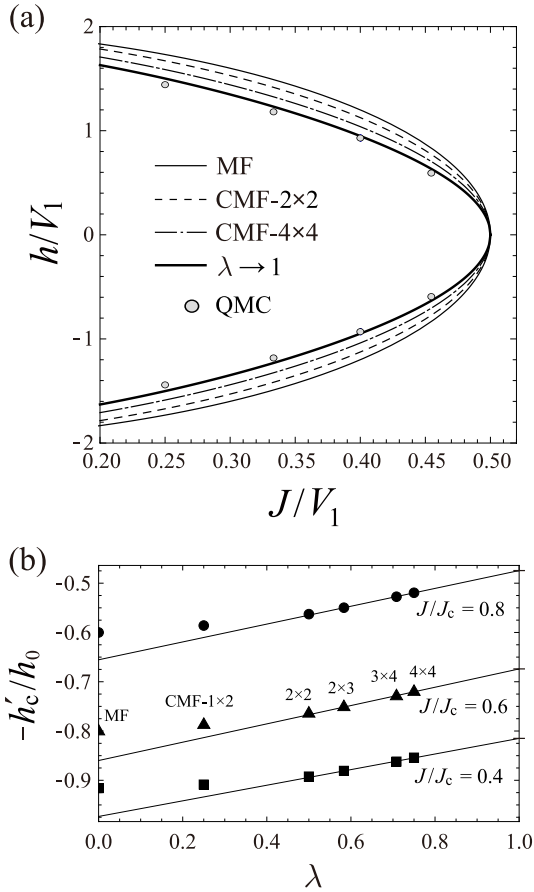 (a)
2
1
0
-1
-2
h/V₁
MF
CMF-2×2
CMF-4×4
λ → 1
QMC
0.20 0.25 0.30 0.35 0.40 0.45 0.50
J/V₁
(b)
-0.5
-0.6
-0.7
-0.8
-0.9
-h′c/h₀
J/Jc = 0.8
MF CMF-1×2 2×2 2×3 3×4 4×4
J/Jc = 0.6
J/Jc = 0.4
0.0 0.2 0.4 0.6 0.8 1.0
λ